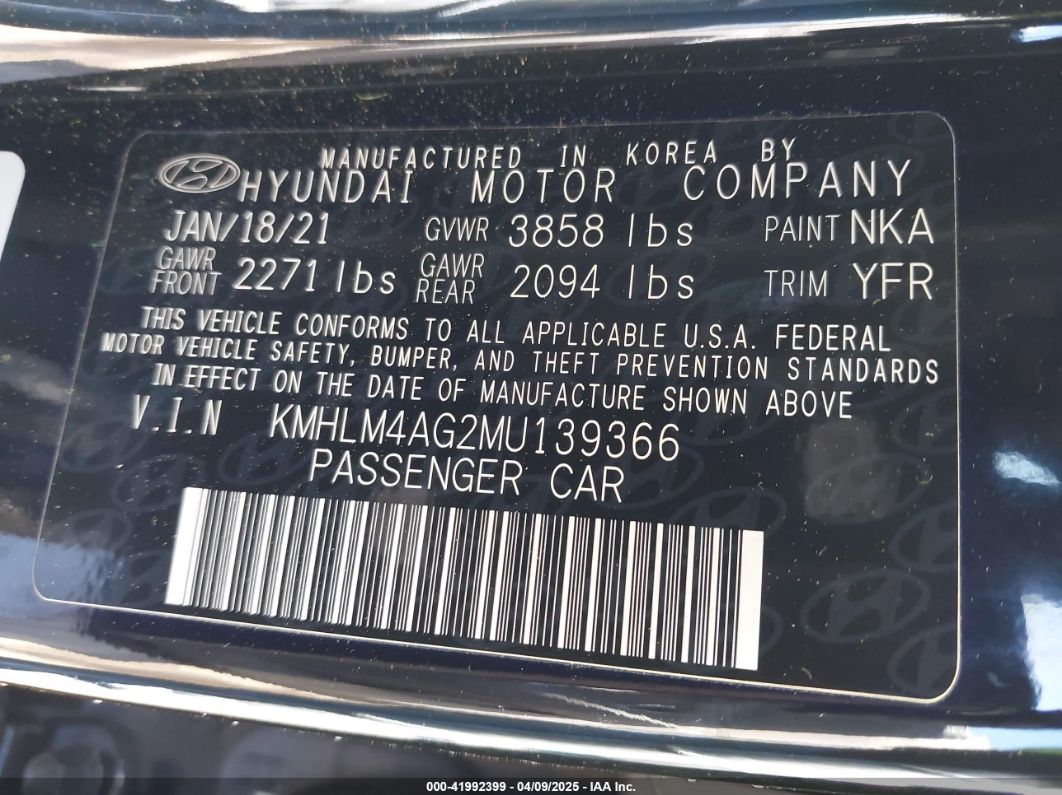 MANUFACTURED IN KOREA BY
HYUNDAI MOTOR COMPANY
JAN/18/21 GVWR 3858 lbs PAINT NKA
GAWR FRONT 2271 lbs GAWR REAR 2094 lbs TRIM YFR
THIS VEHICLE CONFORMS TO ALL APPLICABLE U.S.A. FEDERAL
MOTOR VEHICLE SAFETY, BUMPER, AND THEFT PREVENTION STANDARDS
IN EFFECT ON THE DATE OF MANUFACTURE SHOWN ABOVE
V.I.N KMHLM4AG2MU139366
PASSENGER CAR
000-41992399 - 04/09/2025 - IAA Inc.